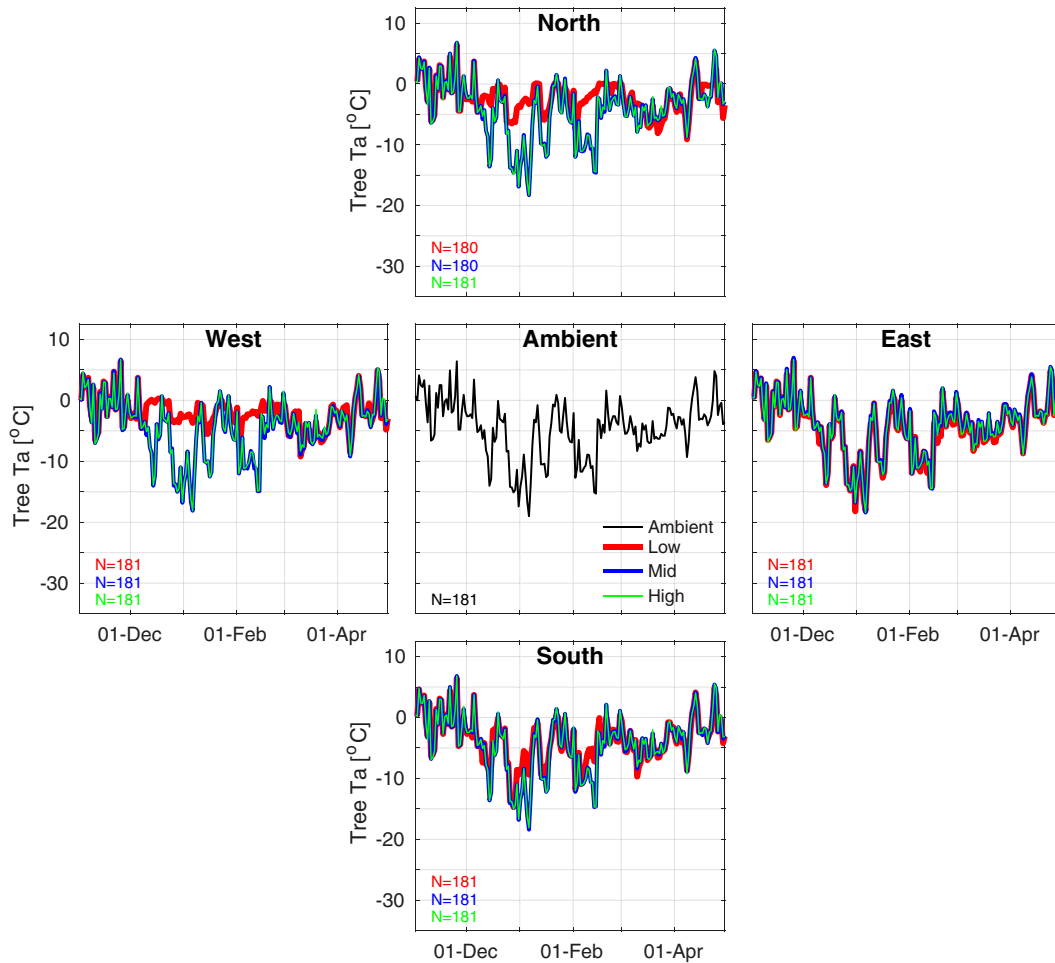 North
10
0
-10
-20
-30
Tree Ta [°C]
N=180
N=180
N=181
West
10
0
-10
-20
-30
Tree Ta [°C]
N=181
N=181
N=181
01-Dec 01-Feb 01-Apr
Ambient
Ambient
Low
Mid
High
N=181
East
N=181
N=181
N=181
01-Dec 01-Feb 01-Apr
South
10
0
-10
-20
-30
Tree Ta [°C]
N=181
N=181
N=181
01-Dec 01-Feb 01-Apr